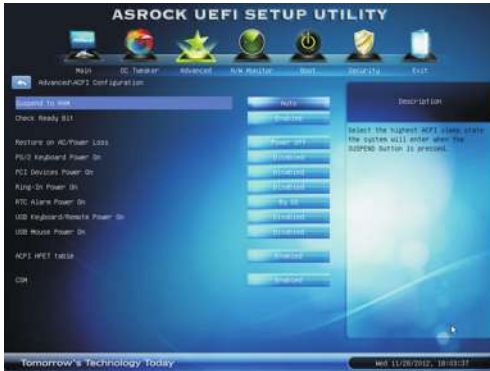 ASROCK UEFI SETUP UTILITY
Main OC Tweaker Advanced H/W Monitor Boot Security Exit
Advanced\ACPI Configuration
Description
Suspend to RAM Auto
Check Ready Bit Enabled
Select the highest ACPI sleep state
the system will enter when the
SUSPEND button is pressed.
Restore on AC/Power Loss Power Off
PS/2 Keyboard Power On Disabled
PCI Devices Power On Disabled
Ring-In Power On Disabled
RTC Alarm Power On By OS
USB Keyboard/Remote Power On Disabled
USB Mouse Power On Disabled
ACPI HPET table Enabled
CSM Enabled
Tomorrow's Technology Today
Wed 11/28/2012, 18:03:37